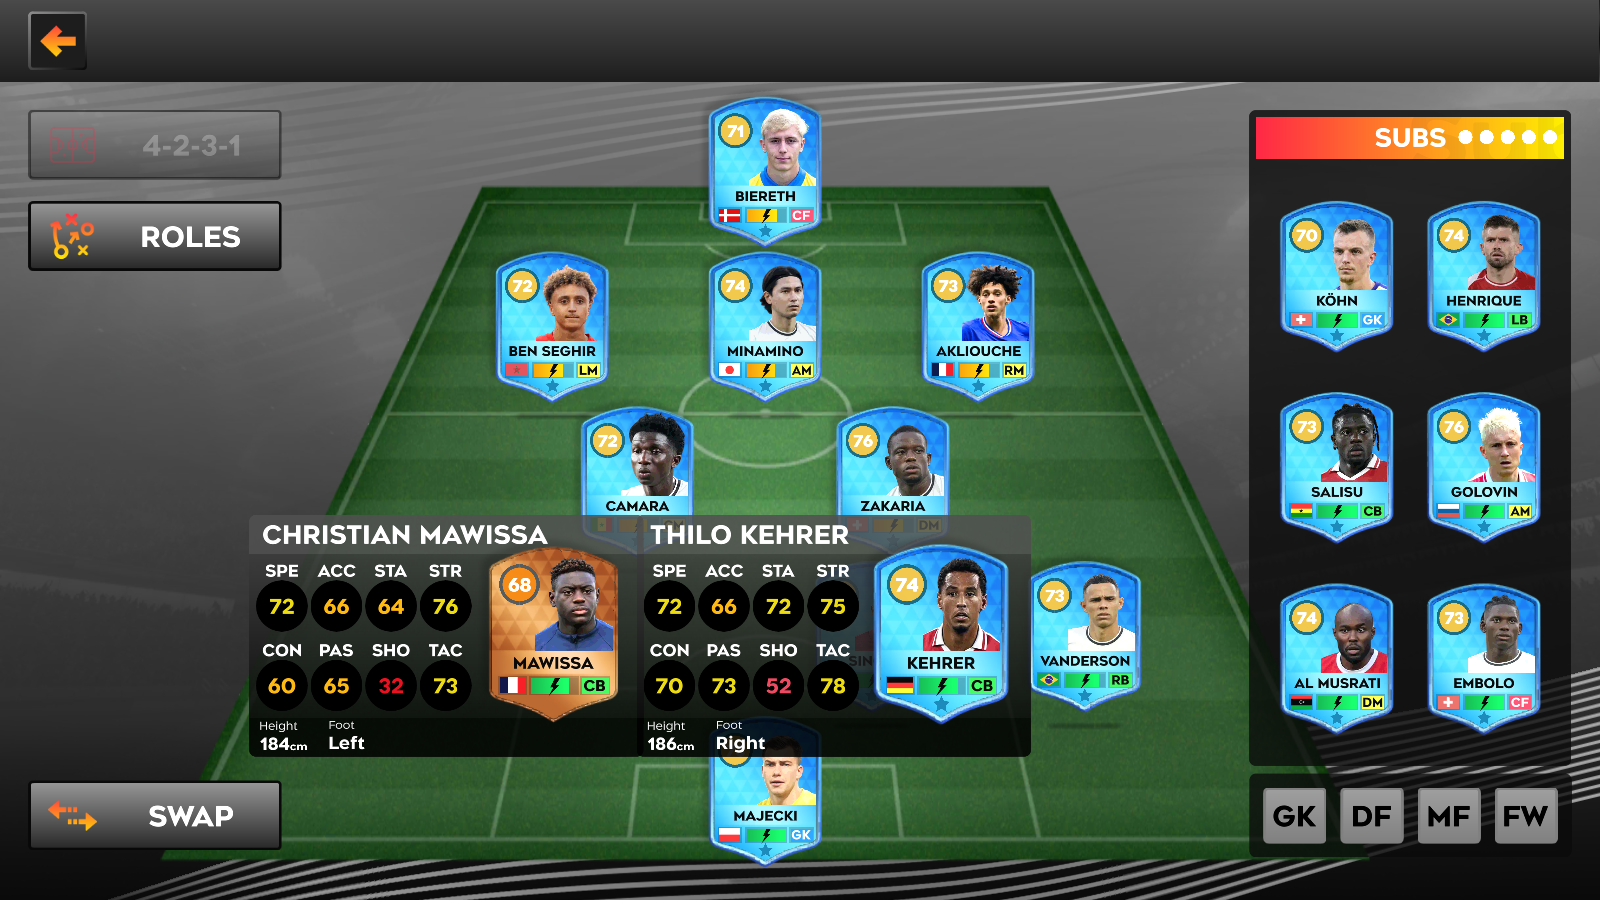 4-2-3-1
ROLES
71
BIERETH
CF
72
BEN SEGHIR
LM
74
MINAMINO
AM
73
AKLIOUCHE
RM
72
CAMARA
CM
76
ZAKARIA
DM
CHRISTIAN MAWISSA
SPE ACC STA STR
72 66 64 76
CON PAS SHO TAC
60 65 32 73
Height Foot
184cm Left
68
MAWISSA
CB
THILO KEHRER
SPE ACC STA STR
72 66 72 75
CON PAS SHO TAC
70 73 52 78
Height Foot
186cm Right
74
KEHRER
CB
73
VANDERSON
RB
MAJECKI
GK
SWAP
SUBS
70
KÖHN
GK
74
HENRIQUE
LB
73
SALISU
CB
76
GOLOVIN
AM
74
AL MUSRATI
DM
73
EMBOLO
CF
GK DF MF FW